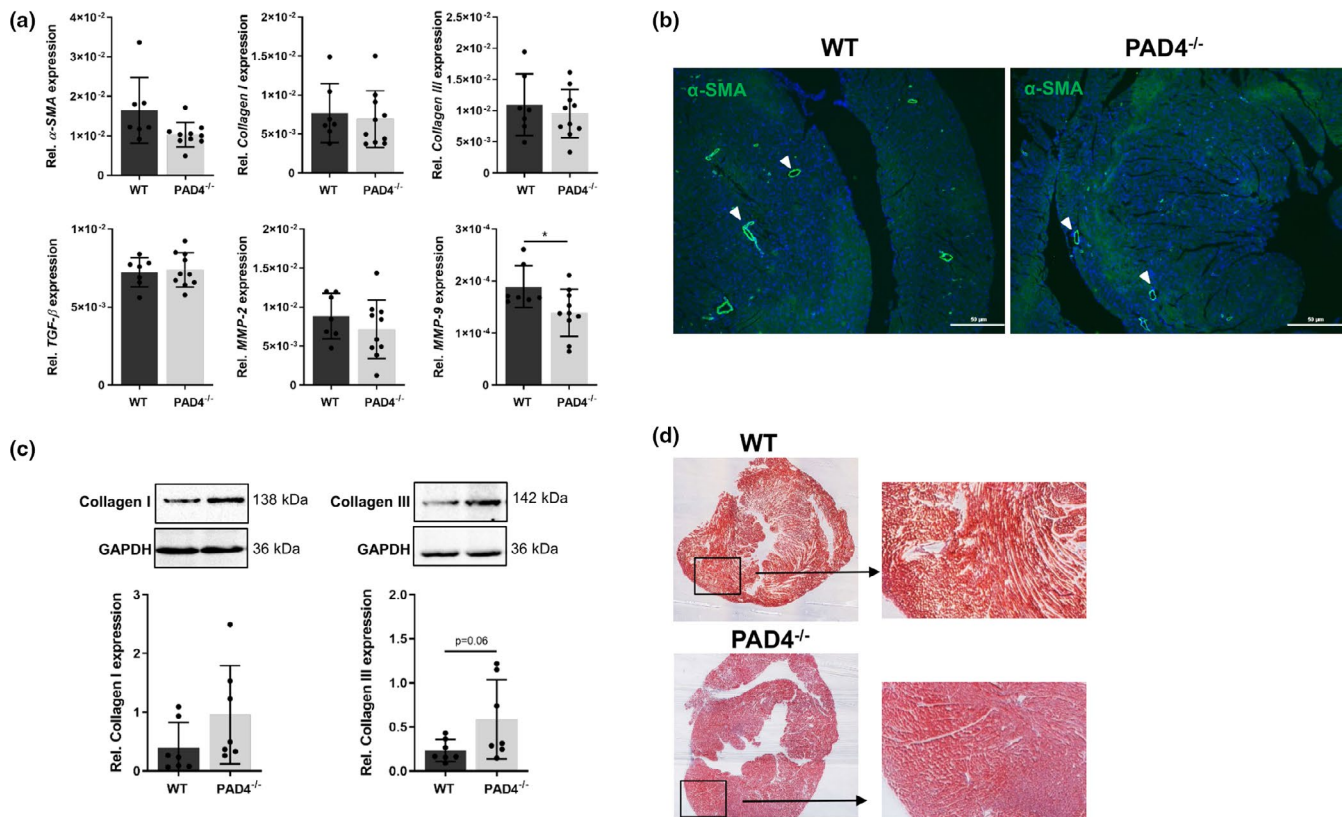 (a)
Rel. α-SMA expression
4×10⁻²
3×10⁻²
2×10⁻²
1×10⁻²
0
WT PAD4⁻/⁻
Rel. Collagen I expression
2×10⁻²
1.5×10⁻²
1×10⁻²
5×10⁻³
0
WT PAD4⁻/⁻
Rel. Collagen III expression
2.5×10⁻²
2×10⁻²
1.5×10⁻²
1×10⁻²
5×10⁻³
0
WT PAD4⁻/⁻
Rel. TGF-β expression
1×10⁻²
5×10⁻³
0
WT PAD4⁻/⁻
Rel. MMP-2 expression
2×10⁻²
1.5×10⁻²
1×10⁻²
5×10⁻³
0
WT PAD4⁻/⁻
Rel. MMP-9 expression
3×10⁻⁴
2×10⁻⁴
1×10⁻⁴
0
*
WT PAD4⁻/⁻
(b)
WT
PAD4⁻/⁻
α-SMA
α-SMA
50 µm
50 µm
(c)
Collagen I
138 kDa
GAPDH
36 kDa
Rel. Collagen I expression
3
2
1
0
WT PAD4⁻/⁻
Collagen III
142 kDa
GAPDH
36 kDa
Rel. Collagen III expression
2.0
1.5
1.0
0.5
0.0
p=0.06
WT PAD4⁻/⁻
(d)
WT
PAD4⁻/⁻